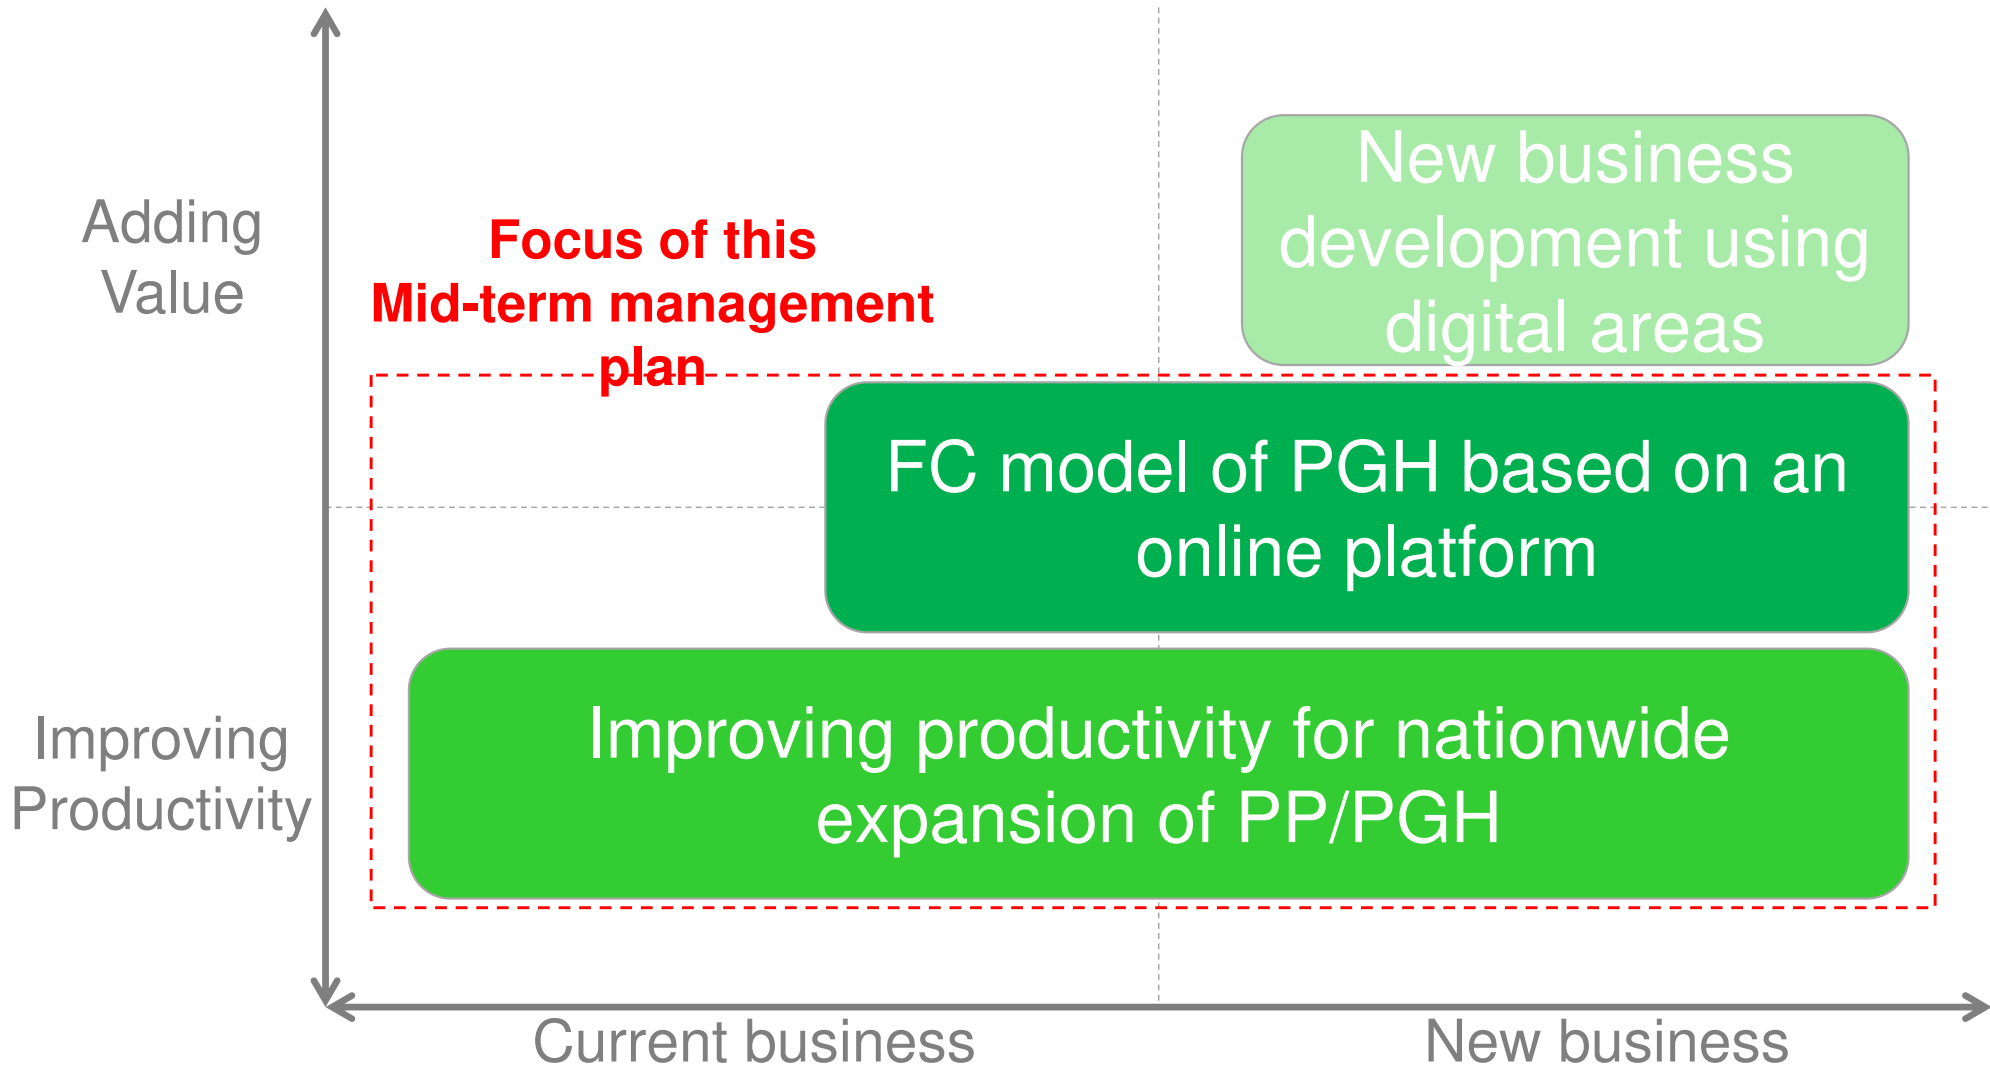 Adding
Value
Focus of this
Mid-term management
plan
New business
development using
digital areas
FC model of PGH based on an
online platform
Improving
Productivity
Improving productivity for nationwide
expansion of PP/PGH
Current business
New business